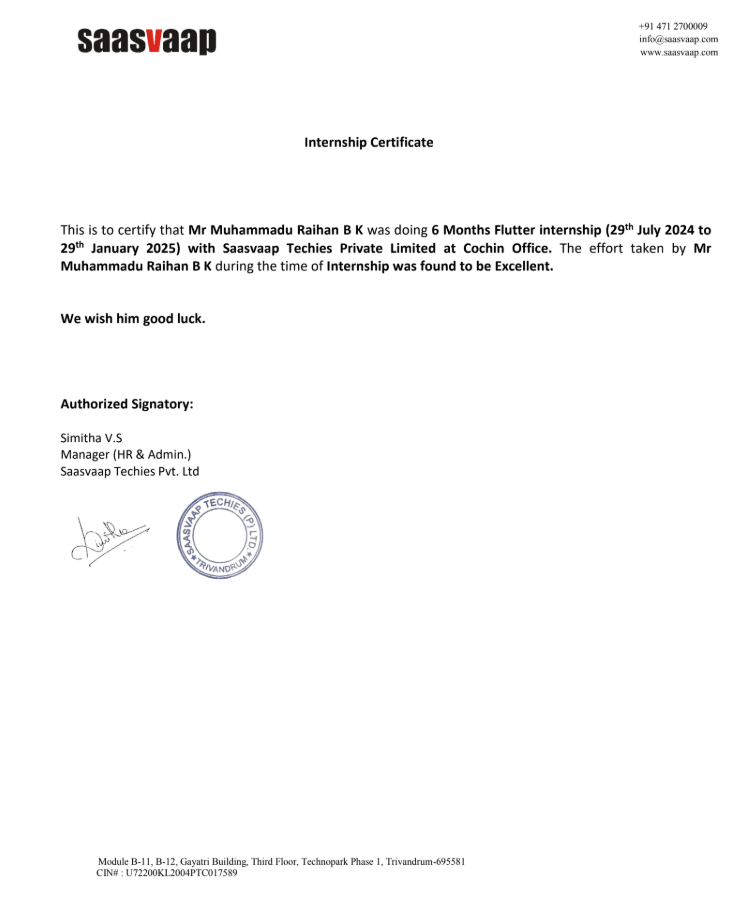 saasvaap
+91 471 2700009
info@saasvaap.com
www.saasvaap.com
Internship Certificate
This is to certify that Mr Muhammadu Raihan B K was doing 6 Months Flutter internship (29th July 2024 to
29th January 2025) with Saasvaap Techies Private Limited at Cochin Office. The effort taken by Mr
Muhammadu Raihan B K during the time of Internship was found to be Excellent.
We wish him good luck.
Authorized Signatory:
Simitha V.S
Manager (HR & Admin.)
Saasvaap Techies Pvt. Ltd
SAASVAAP TECHIES (P) LTD.
★ TRIVANDRUM ★
Module B-11, B-12, Gayatri Building, Third Floor, Technopark Phase 1, Trivandrum-695581
CIN# : U72200KL2004PTC017589